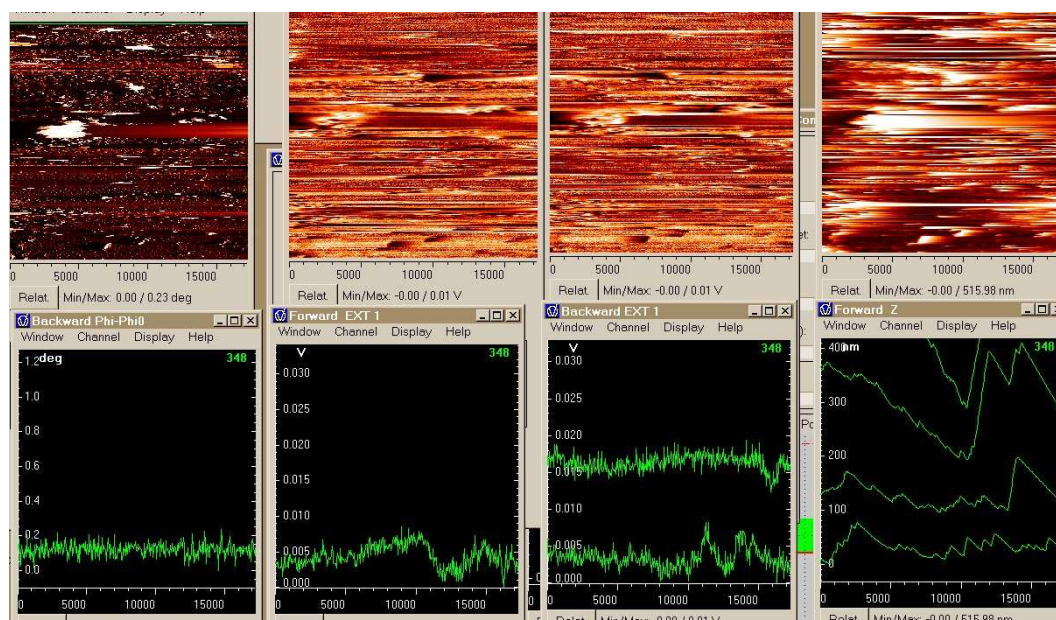 Window Channel Display Help
0 5000 10000 15000
0 5000 10000 15000
0 5000 10000 15000
0 5000 10000 15000
Relat. Min/Max: 0.00 / 0.23 deg
Relat. Min/Max: -0.00 / 0.01 V
Relat. Min/Max: -0.00 / 0.01 V
Relat. Min/Max: -0.00 / 515.98 nm
Backward Phi-Phi0
Window Channel Display Help
deg
348
1.2
1.0
0.8
0.6
0.4
0.2
0.0
0 5000 10000 15000
Forward EXT 1
Window Channel Display Help
V
348
0.030
0.025
0.020
0.015
0.010
0.005
0.000
0 5000 10000 15000
Backward EXT 1
Window Channel Display Help
V
348
0.030
0.025
0.020
0.015
0.010
0.005
0.000
0 5000 10000 15000
Relat. Min/Max: -0.00 / 0.01 V
Forward Z
Window Channel Display Help
400
nm
348
300
200
100
0
0 5000 10000 15000
Relat. Min/Max: -0.00 / 515.98 nm